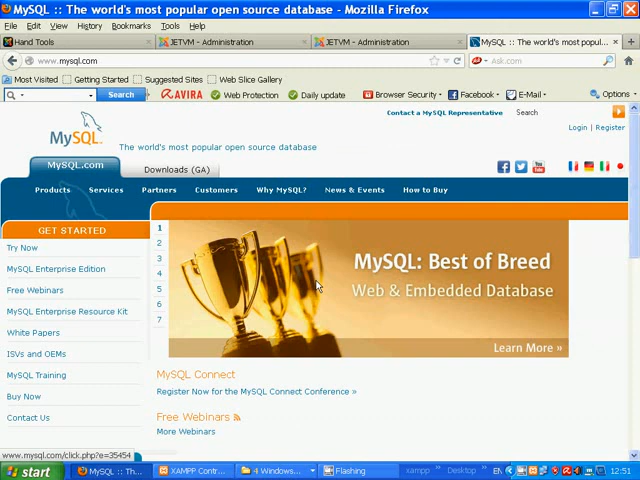 MySQL :: The world's most popular open source database - Mozilla Firefox
File Edit View History Bookmarks Tools Help
Hand Tools
JETVM - Administration
JETVM - Administration
MySQL :: The world's most popul...
www.mysql.com
Ask.com
Most Visited Getting Started Suggested Sites Web Slice Gallery
Search AVIRA Web Protection Daily update Browser Security Facebook E-Mail Options
Contact a MySQL Representative Search
Login | Register
MySQL
The world's most popular open source database
MySQL.com Downloads (GA)
Products Services Partners Customers Why MySQL? News & Events How to Buy
GET STARTED
Try Now
MySQL Enterprise Edition
Free Webinars
MySQL Enterprise Resource Kit
White Papers
ISVs and OEMs
MySQL Training
Buy Now
Contact Us
1
2
3
4
5
6
7
MySQL: Best of Breed
Web & Embedded Database
Learn More »
MySQL Connect
Register Now for the MySQL Connect Conference »
Free Webinars
More Webinars
www.mysql.com/click.php?e=35454
start MySQL :: Th... XAMPP Contr... 4 Windows... Flashing xampp » Desktop » EN 12:51